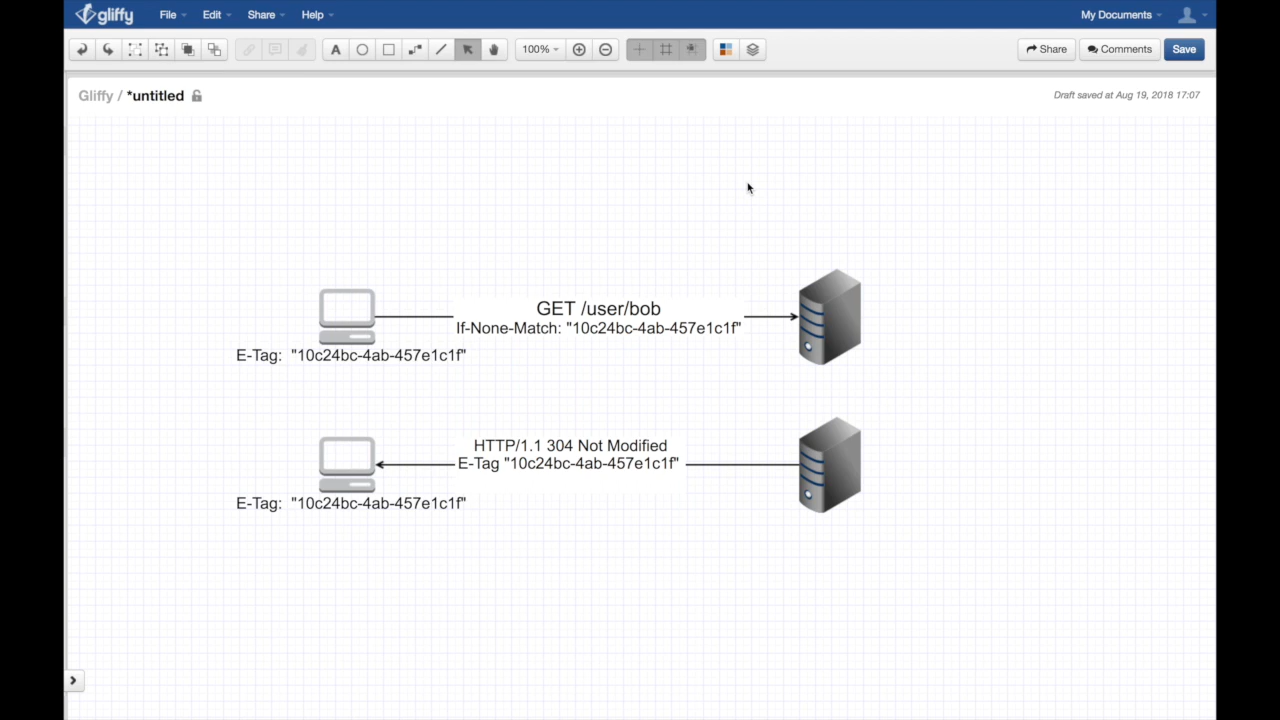 gliffy File Edit Share Help My Documents
A 100% Share Comments Save
Gliffy / *untitled Draft saved at Aug 19, 2018 17:07
GET /user/bob
If-None-Match: "10c24bc-4ab-457e1c1f"
E-Tag: "10c24bc-4ab-457e1c1f"
HTTP/1.1 304 Not Modified
E-Tag "10c24bc-4ab-457e1c1f"
E-Tag: "10c24bc-4ab-457e1c1f"